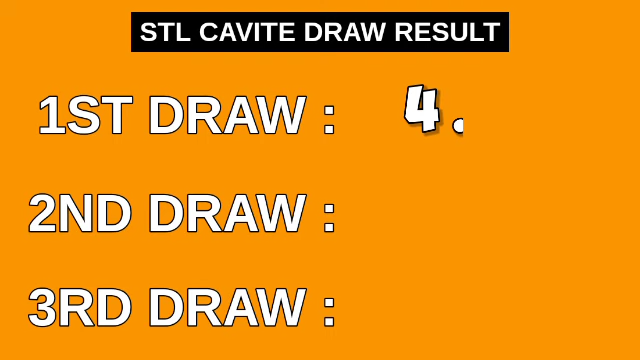 STL CAVITE DRAW RESULT
1ST DRAW : 4 .
2ND DRAW :
3RD DRAW :